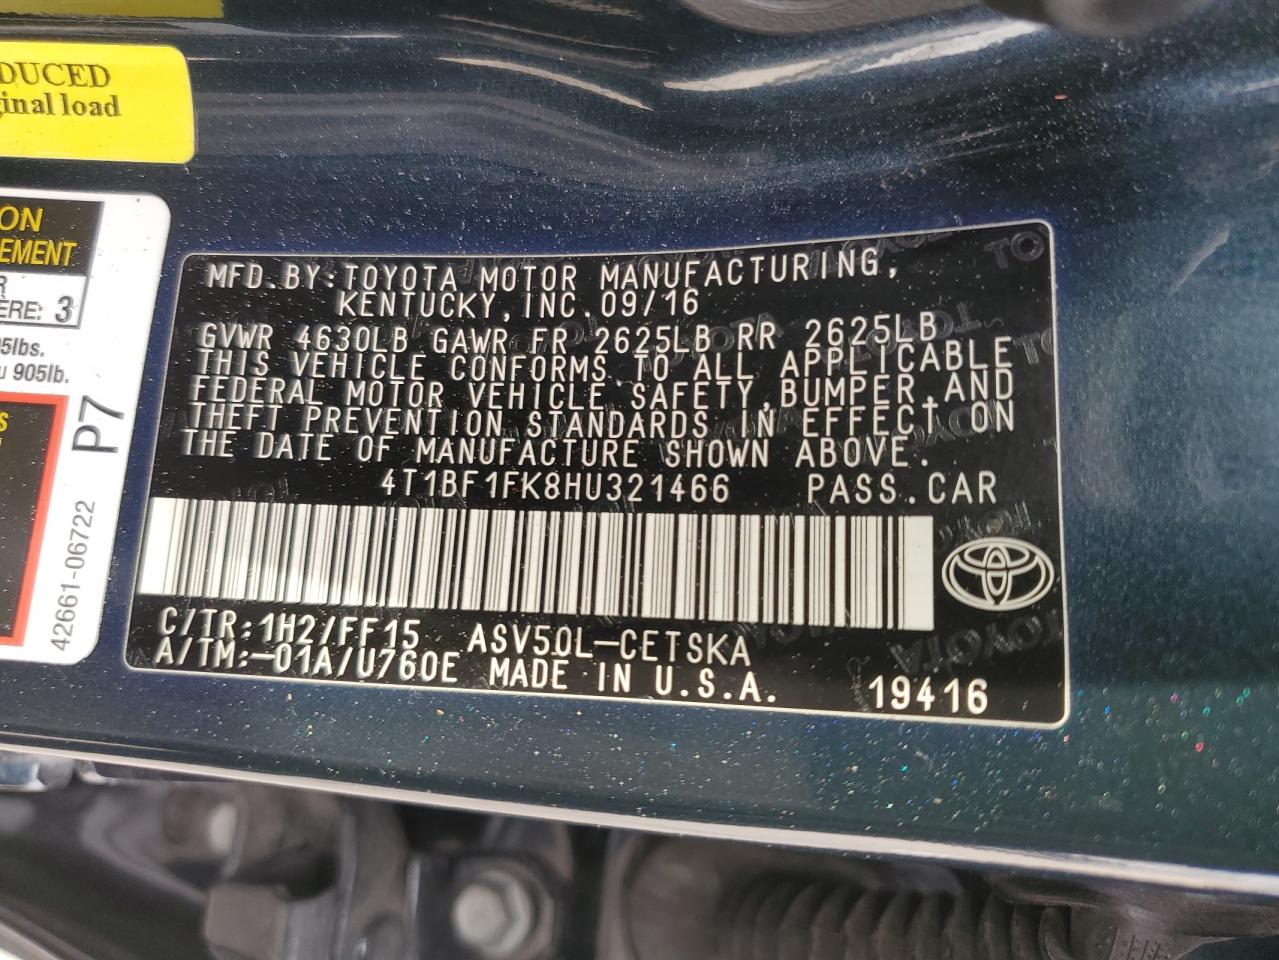 DUCED
ginal load
ON
EMENT
R
ERE: 3
5lbs.
905lb.
P7
42661-06722
MFD. BY: TOYOTA MOTOR MANUFACTURING,
KENTUCKY, INC. 09/16
GVWR 4630LB GAWR FR 2625LB RR 2625LB
THIS VEHICLE CONFORMS TO ALL APPLICABLE
FEDERAL MOTOR VEHICLE SAFETY, BUMPER, AND
THEFT PREVENTION STANDARDS IN EFFECT ON
THE DATE OF MANUFACTURE SHOWN ABOVE.
4T1BF1FK8HU321466 PASS. CAR
C/TR: 1H2/FF15 ASV50L-CETSKA
A/TM: -01A/U760E MADE IN U.S.A.
19416